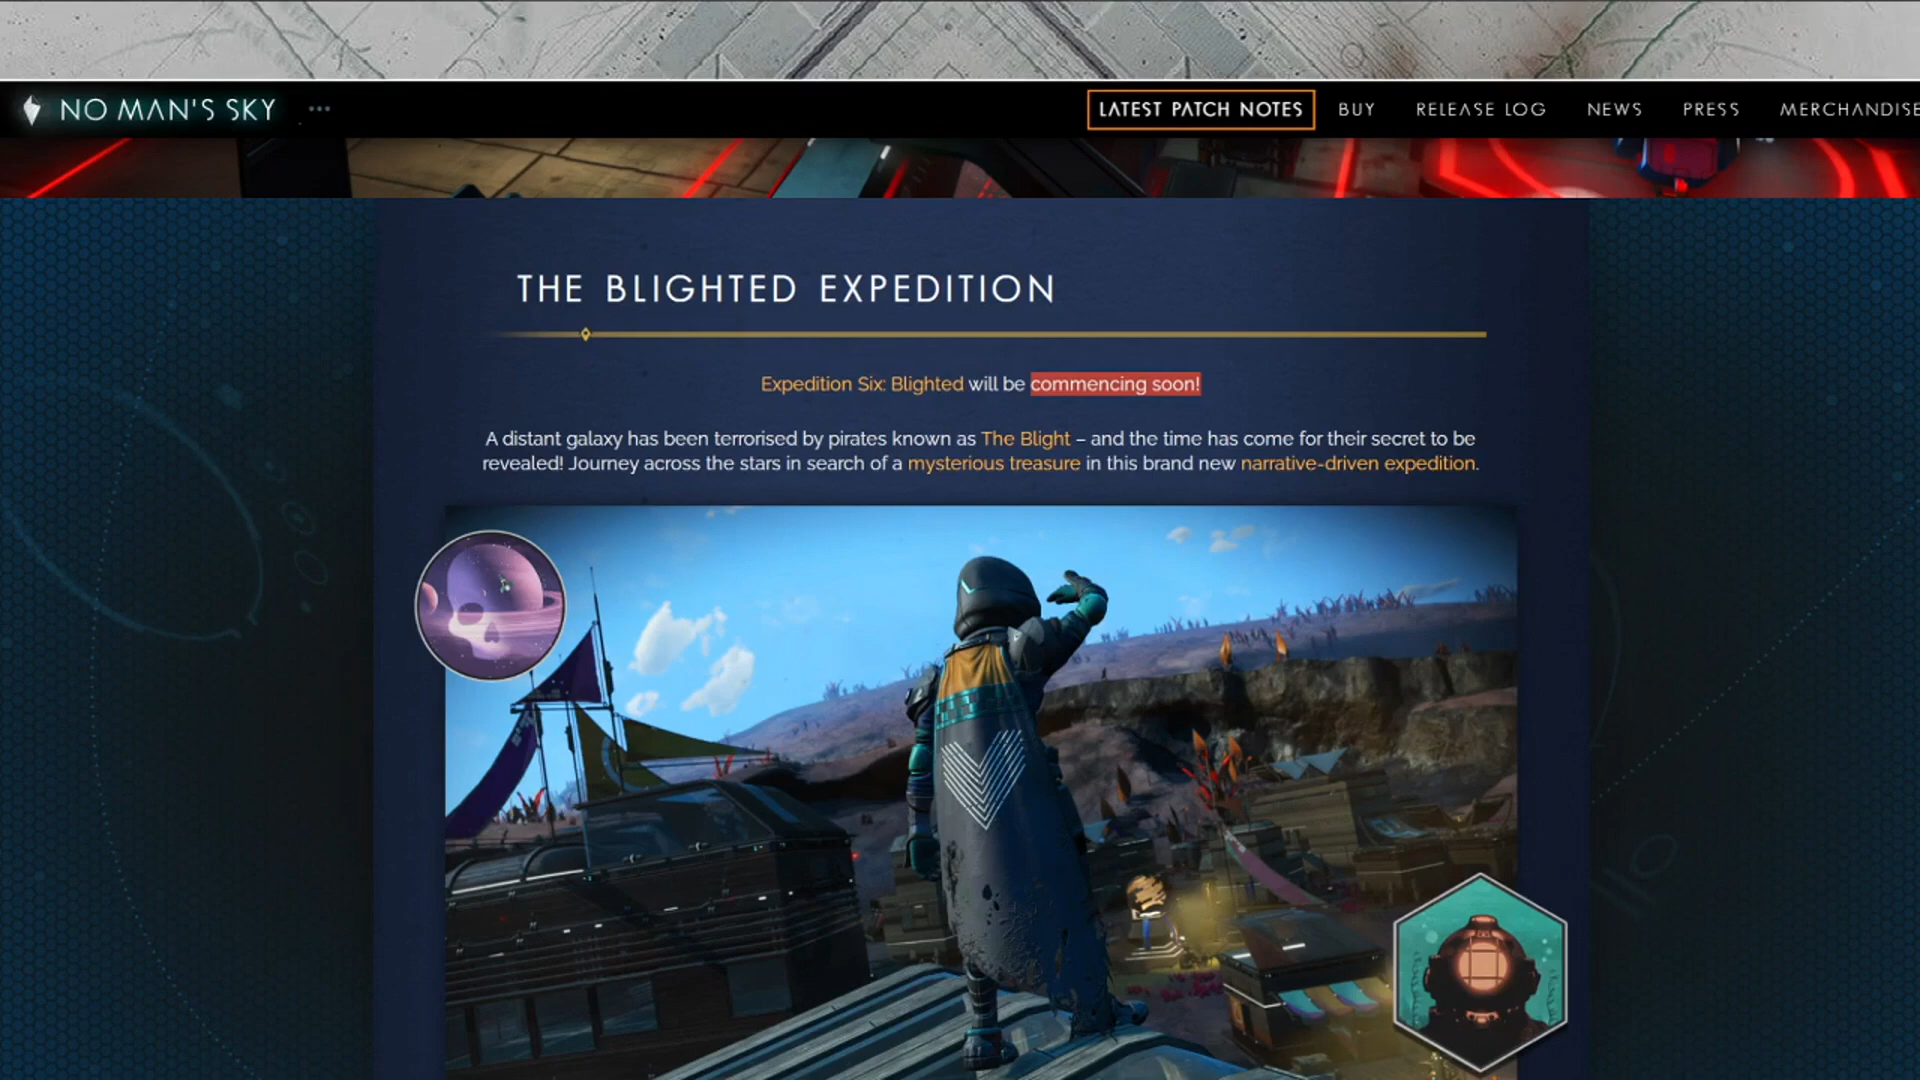 NO MAN'S SKY ...
LATEST PATCH NOTES BUY RELEASE LOG NEWS PRESS MERCHANDISE
THE BLIGHTED EXPEDITION
Expedition Six: Blighted will be commencing soon!
A distant galaxy has been terrorised by pirates known as The Blight – and the time has come for their secret to be
revealed! Journey across the stars in search of a mysterious treasure in this brand new narrative-driven expedition.